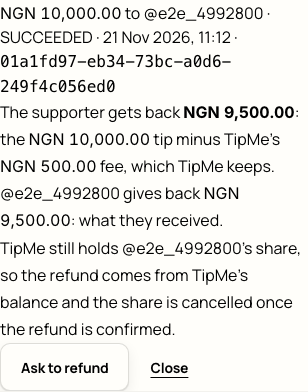 NGN 10,000.00 to @e2e_4992800 ·
SUCCEEDED · 21 Nov 2026, 11:12 ·
01a1fd97-eb34-73bc-a0d6-
249f4c056ed0
The supporter gets back NGN 9,500.00:
the NGN 10,000.00 tip minus TipMe's
NGN 500.00 fee, which TipMe keeps.
@e2e_4992800 gives back NGN
9,500.00: what they received.
TipMe still holds @e2e_4992800's share,
so the refund comes from TipMe's
balance and the share is cancelled once
the refund is confirmed.
Ask to refund Close